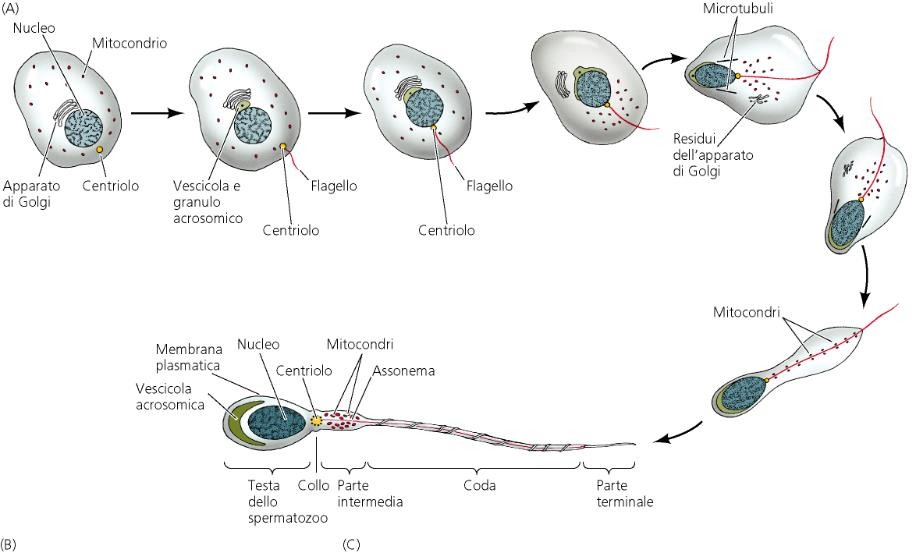 (A)
Nucleo
Mitocondrio
Apparato
di Golgi
Centriolo
Vescicola e
granulo
acrosomico
Flagello
Centriolo
Flagello
Centriolo
Microtubuli
Residui
dell'apparato
di Golgi
Mitocondri
Membrana
plasmatica
Nucleo
Mitocondri
Centriolo
Assonema
Vescicola
acrosomica
Testa
dello
spermatozoo
Collo
Parte
intermedia
Coda
Parte
terminale
(B)
(C)